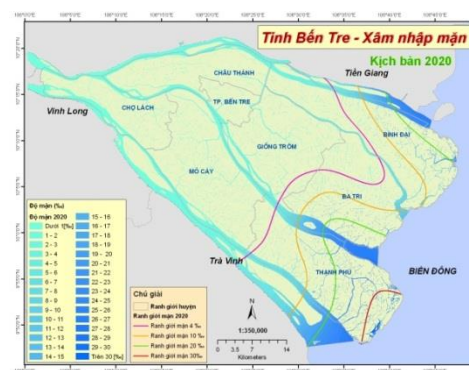 Tỉnh Bến Tre - Xâm nhập mặn
Kịch bản 2020
Tiền Giang
CHÂU THÀNH
Vĩnh Long
CHỢ LÁCH
TP. BẾN TRE
BÌNH ĐẠI
GIỒNG TRÔM
MỎ CÀY
BA TRI
Trà Vinh
THẠNH PHÚ
BIỂN ĐÔNG
Độ mặn (‰)
Độ mặn 2020
Dưới 1[‰]
1 - 2
2 - 3
3 - 4
4 - 5
5 - 6
6 - 7
7 - 8
8 - 9
9 - 10
10 - 11
11 - 12
12 - 13
13 - 14
14 - 15
15 - 16
16 - 17
17 - 18
18 - 19
19 - 20
20 - 21
21 - 22
22 - 23
23 - 24
24 - 25
25 - 26
26 - 27
27 - 28
28 - 29
29 - 30
Trên 30 [‰]
Chú giải
Ranh giới huyện
Ranh giới mặn 2020
Ranh giới mặn 4 ‰
Ranh giới mặn 10 ‰
Ranh giới mặn 20 ‰
Ranh giới mặn 30‰
N
1:350,000
0 3.5 7 14
Kilometers